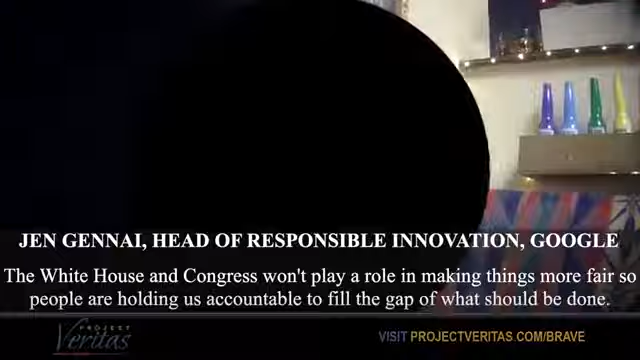 JEN GENNAI, HEAD OF RESPONSIBLE INNOVATION, GOOGLE
The White House and Congress won't play a role in making things more fair so
people are holding us accountable to fill the gap of what should be done.
PROJECT
Veritas
VISIT PROJECTVERITAS.COM/BRAVE